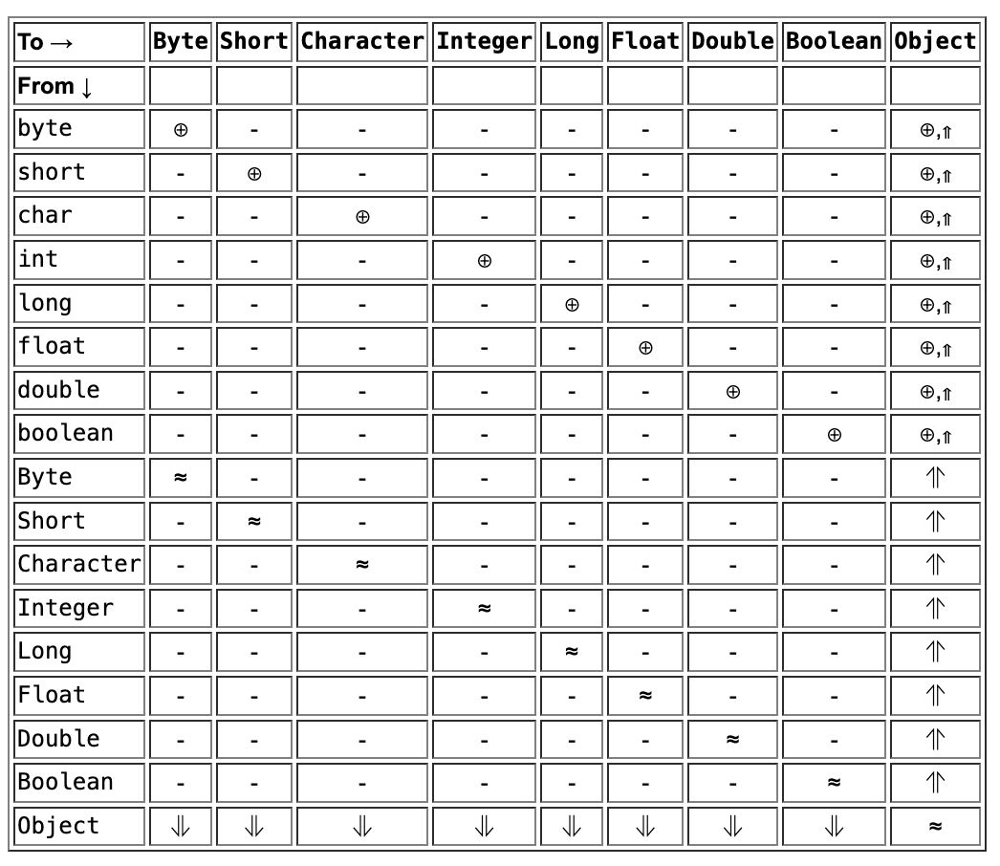 To → Byte Short Character Integer Long Float Double Boolean Object
From ↓
byte ⊕ - - - - - - - ⊕,⇑
short - ⊕ - - - - - - ⊕,⇑
char - - ⊕ - - - - - ⊕,⇑
int - - - ⊕ - - - - ⊕,⇑
long - - - - ⊕ - - - ⊕,⇑
float - - - - - ⊕ - - ⊕,⇑
double - - - - - - ⊕ - ⊕,⇑
boolean - - - - - - - ⊕ ⊕,⇑
Byte ≈ - - - - - - - ⇑
Short - ≈ - - - - - - ⇑
Character - - ≈ - - - - - ⇑
Integer - - - ≈ - - - - ⇑
Long - - - - ≈ - - - ⇑
Float - - - - - ≈ - - ⇑
Double - - - - - - ≈ - ⇑
Boolean - - - - - - - ≈ ⇑
Object ⇓ ⇓ ⇓ ⇓ ⇓ ⇓ ⇓ ⇓ ≈